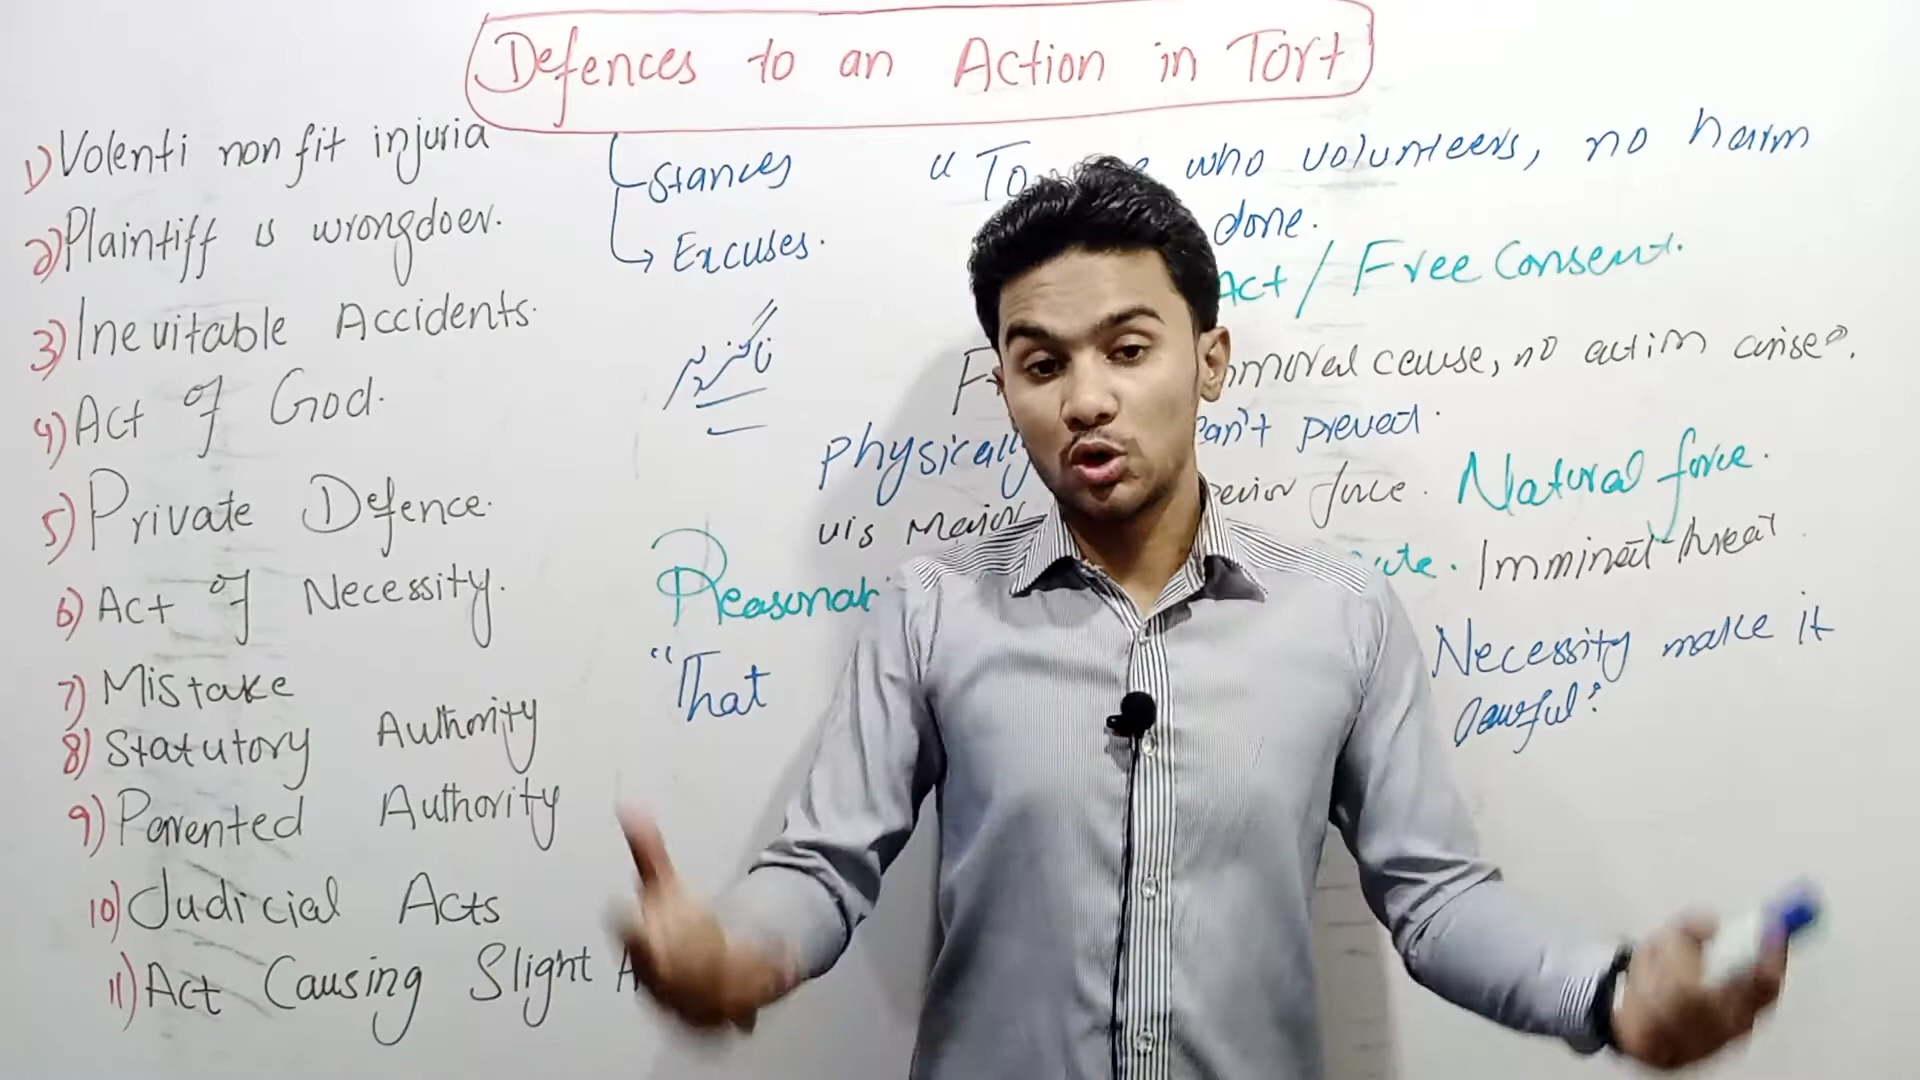 Defences to an Action in Tort
1) Volenti non fit injuria
2) Plaintiff is wrongdoer.
3) Inevitable Accidents.
4) Act of God.
5) Private Defence.
6) Act of Necessity.
7) Mistake
8) Statutory Authority
9) Parented Authority
10) Judicial Acts
11) Act Causing Slight
Stances
Excuses.
ناگزیر
"To who volunteers, no harm
done.
Act / Free Consent.
cause, no action arises.
Physically can't prevent.
vis Major force. Natural force.
Imminent threat
"That Necessity make it
lawful"